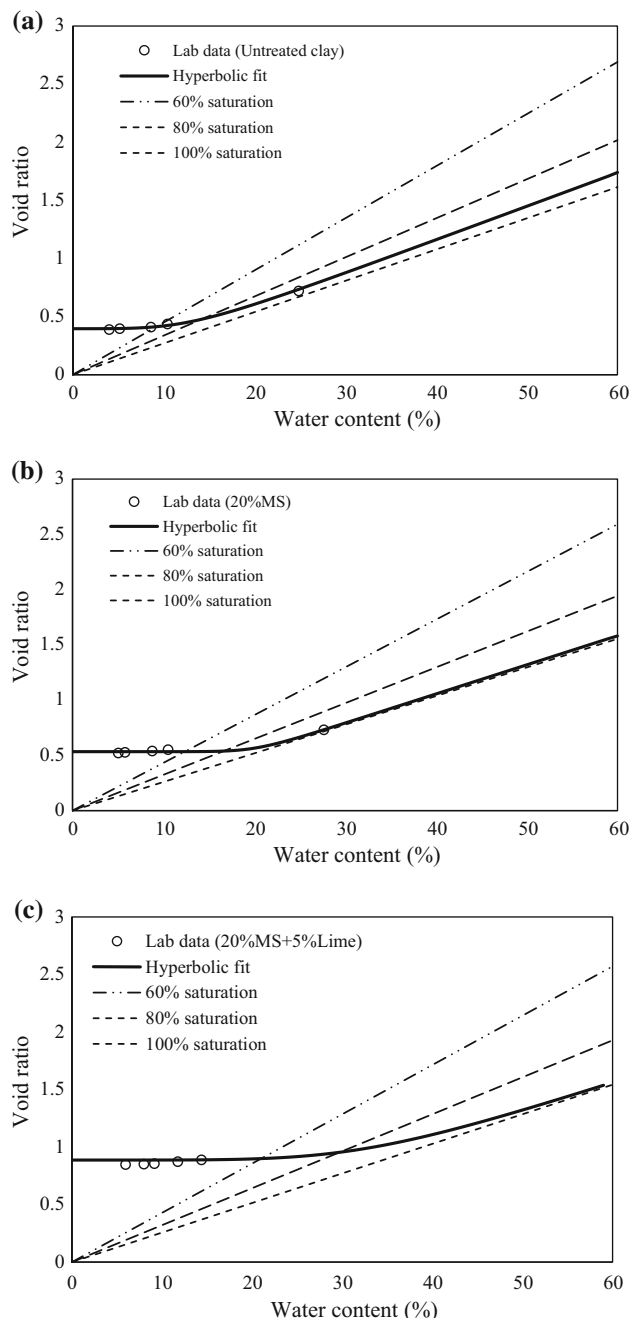 (a)
3
2.5
2
1.5
1
0.5
0
Void ratio
Lab data (Untreated clay)
Hyperbolic fit
60% saturation
80% saturation
100% saturation
0 10 20 30 40 50 60
Water content (%)
(b)
3
2.5
2
1.5
1
0.5
0
Void ratio
Lab data (20%MS)
Hyperbolic fit
60% saturation
80% saturation
100% saturation
0 10 20 30 40 50 60
Water content (%)
(c)
3
2.5
2
1.5
1
0.5
0
Void ratio
Lab data (20%MS+5%Lime)
Hyperbolic fit
60% saturation
80% saturation
100% saturation
0 10 20 30 40 50 60
Water content (%)